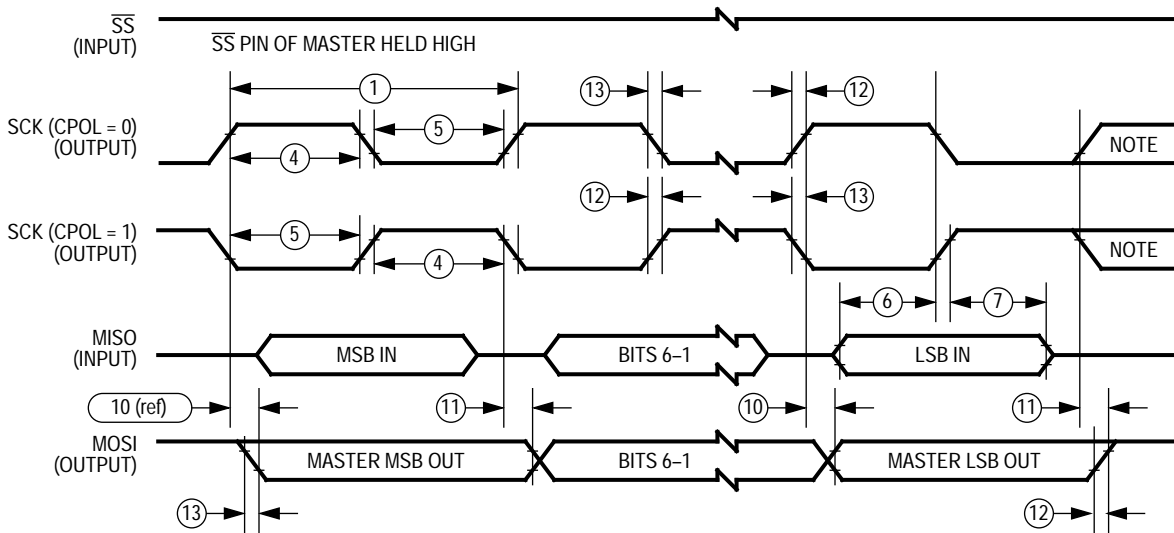 SS
(INPUT)
SS PIN OF MASTER HELD HIGH
1
13
12
SCK (CPOL = 0)
(OUTPUT)
5
4
NOTE
12
13
SCK (CPOL = 1)
(OUTPUT)
5
4
NOTE
6
7
MISO
(INPUT)
MSB IN
BITS 6–1
LSB IN
10 (ref)
11
10
11
MOSI
(OUTPUT)
MASTER MSB OUT
BITS 6–1
MASTER LSB OUT
13
12